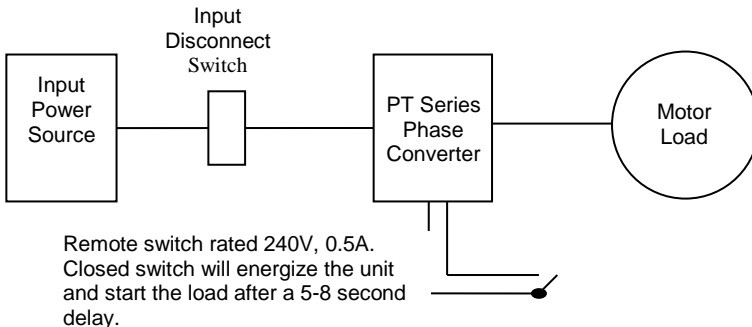 Input
Disconnect
Switch
Input
Power
Source
PT Series
Phase
Converter
Motor
Load
Remote switch rated 240V, 0.5A.
Closed switch will energize the unit
and start the load after a 5-8 second
delay.